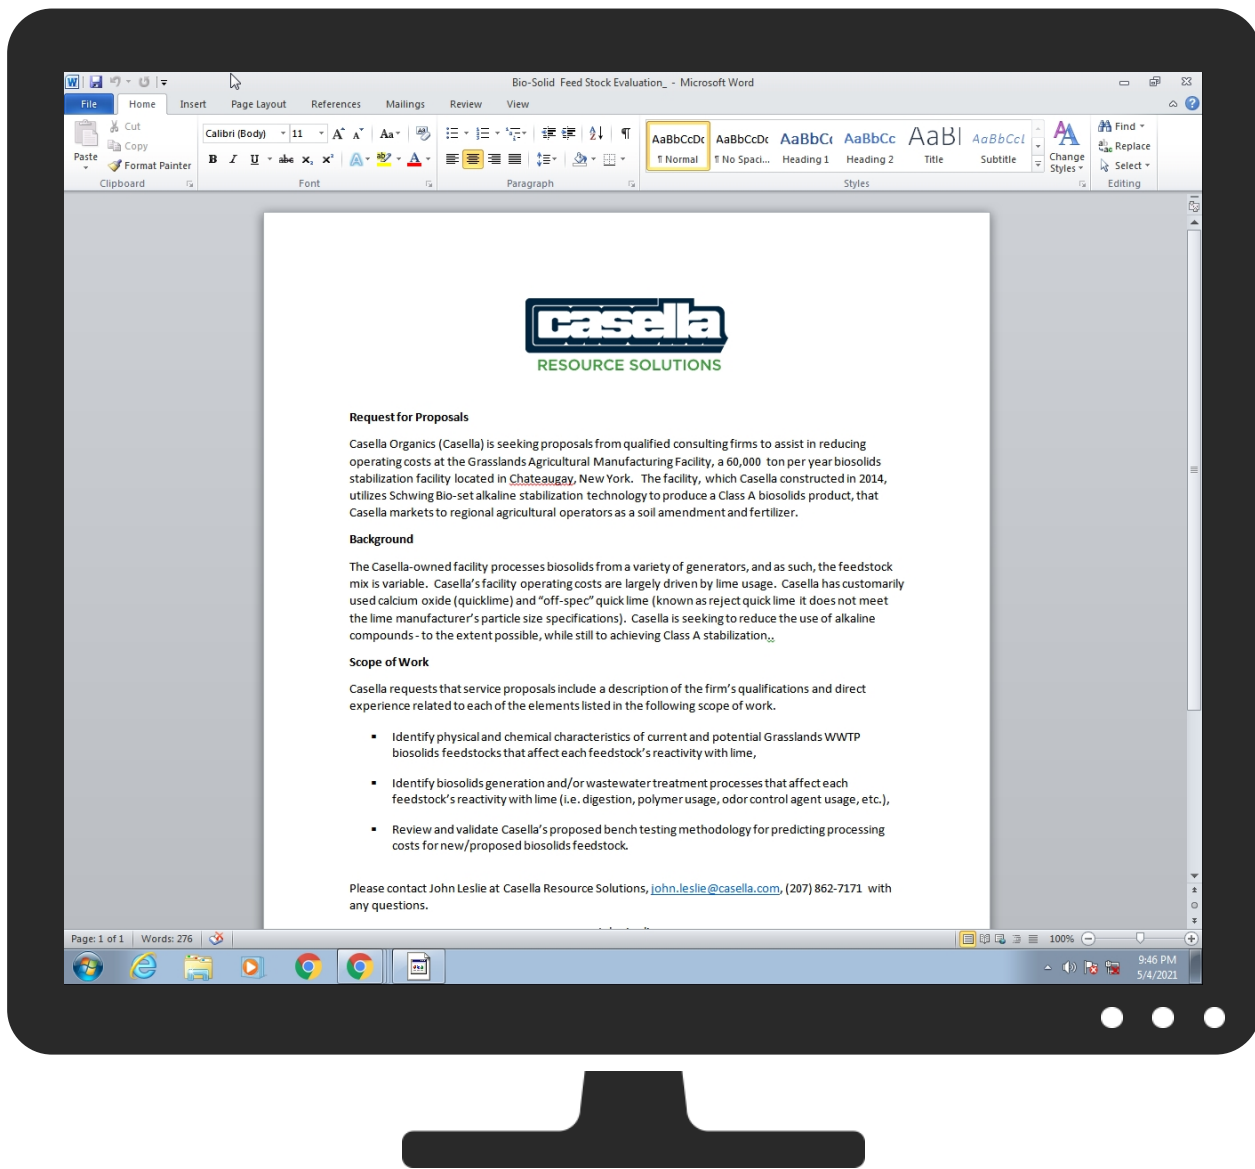 Bio-Solid Feed Stock Evaluation_ - Microsoft Word
File Home Insert Page Layout References Mailings Review View
Paste
Cut
Copy
Format Painter
Clipboard
Calibri (Body) 11
Font
Paragraph
AaBbCcDc AaBbCcDc AaBbC AaBbCc AaB AaBbCcl
¶ Normal ¶ No Spaci... Heading 1 Heading 2 Title Subtitle
Styles
Change
Styles
Find
Replace
Select
Editing
casella
RESOURCE SOLUTIONS
Request for Proposals
Casella Organics (Casella) is seeking proposals from qualified consulting firms to assist in reducing
operating costs at the Grasslands Agricultural Manufacturing Facility, a 60,000 ton per year biosolids
stabilization facility located in Chateaugay, New York. The facility, which Casella constructed in 2014,
utilizes Schwing Bio-set alkaline stabilization technology to produce a Class A biosolids product, that
Casella markets to regional agricultural operators as a soil amendment and fertilizer.
Background
The Casella-owned facility processes biosolids from a variety of generators, and as such, the feedstock
mix is variable. Casella's facility operating costs are largely driven by lime usage. Casella has customarily
used calcium oxide (quicklime) and “off-spec” quick lime (known as reject quick lime it does not meet
the lime manufacturer's particle size specifications). Casella is seeking to reduce the use of alkaline
compounds - to the extent possible, while still to achieving Class A stabilization..
Scope of Work
Casella requests that service proposals include a description of the firm's qualifications and direct
experience related to each of the elements listed in the following scope of work.
▪ Identify physical and chemical characteristics of current and potential Grasslands WWTP
biosolids feedstocks that affect each feedstock's reactivity with lime,
▪ Identify biosolids generation and/or wastewater treatment processes that affect each
feedstock's reactivity with lime (i.e. digestion, polymer usage, odor control agent usage, etc.),
▪ Review and validate Casella's proposed bench testing methodology for predicting processing
costs for new/proposed biosolids feedstock.
Please contact John Leslie at Casella Resource Solutions, john.leslie@casella.com, (207) 862-7171 with
any questions.
Page: 1 of 1 Words: 276 100%
9:46 PM
5/4/2021